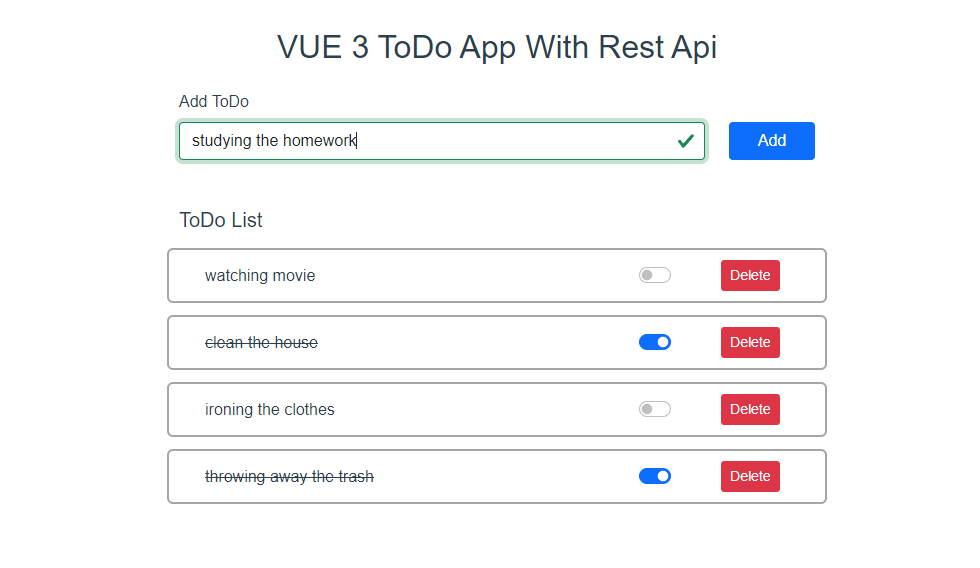 VUE 3 ToDo App With Rest Api
Add ToDo
studying the homework
Add
ToDo List
watching movie
Delete
clean the house
Delete
ironing the clothes
Delete
throwing away the trash
Delete